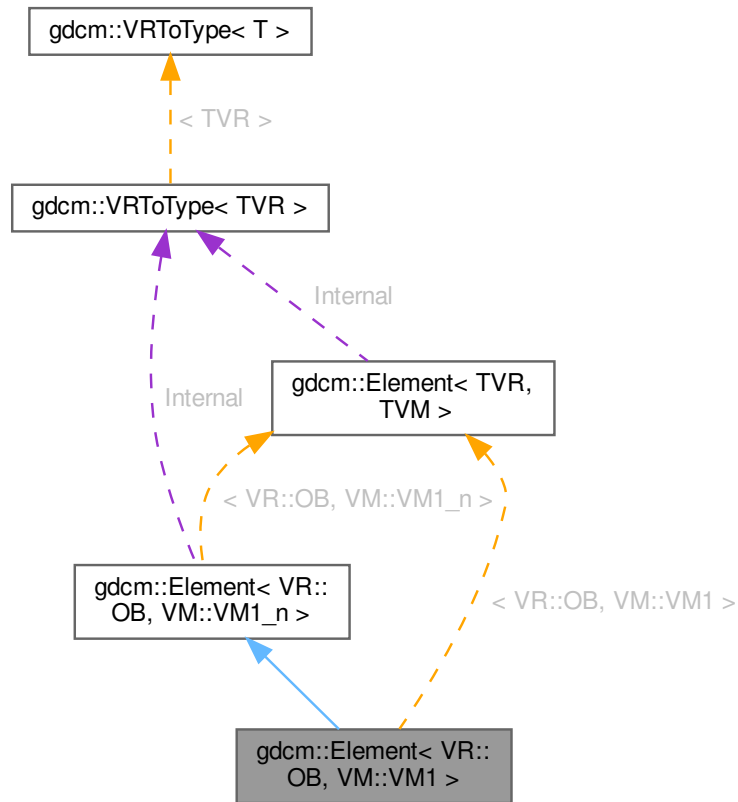 gdcm::VRToType< T >
< TVR >
gdcm::VRToType< TVR >
Internal
gdcm::Element< TVR,
TVM >
Internal
< VR::OB, VM::VM1_n >
gdcm::Element< VR::
OB, VM::VM1_n >
< VR::OB, VM::VM1 >
gdcm::Element< VR::
OB, VM::VM1 >